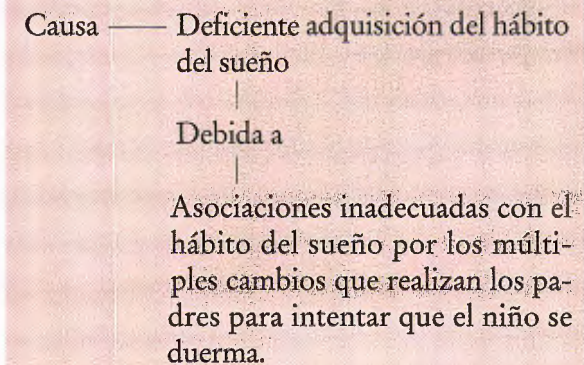 Causa — Deficiente adquisición del hábito
del sueño
Debida a
Asociaciones inadecuadas con el
hábito del sueño por los múlti-
ples cambios que realizan los pa-
dres para intentar que el niño se
duerma.